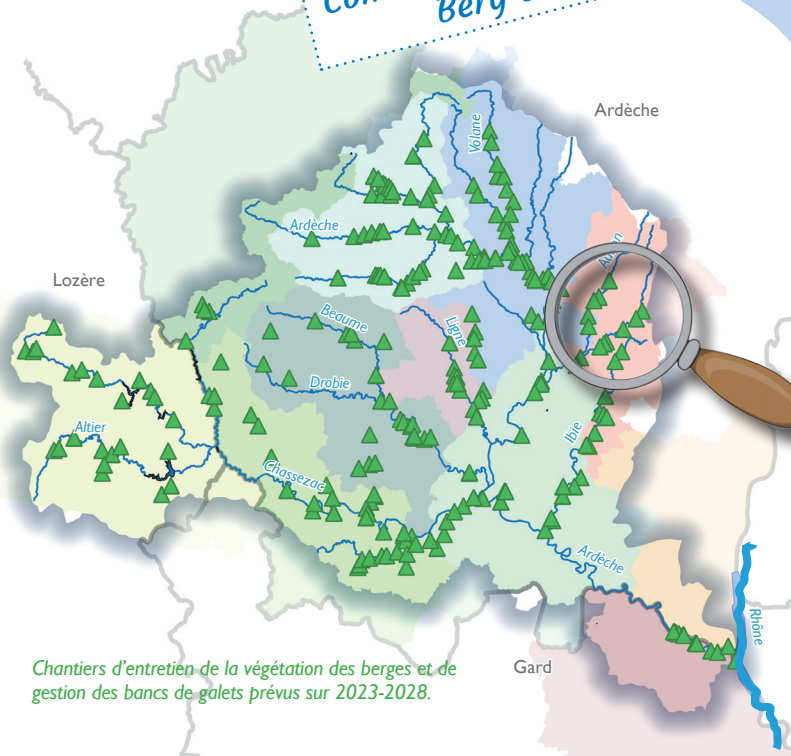 Berg
Ardèche
Volane
Ardèche
Lozère
Beaume
Ligne
Drobie
Altier
Ibie
Chassezac
Ardèche
Rhône
Gard
Chantiers d’entretien de la végétation des berges et de
gestion des bancs de galets prévus sur 2023-2028.